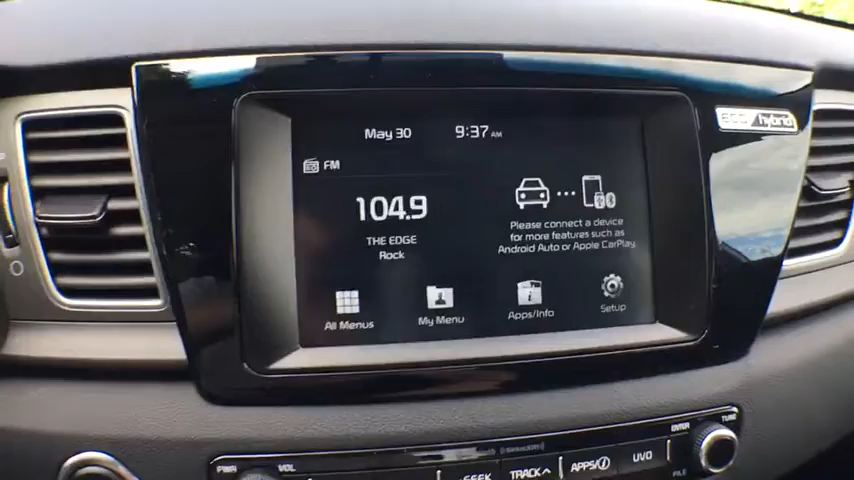 May 30 9:37 AM
ECO/hybrid
FM
104.9
THE EDGE
Rock
Please connect a device
for more features such as
Android Auto or Apple CarPlay
All Menus
My Menu
Apps/Info
Setup
ENTER
TUNE
SEEK
TRACK
APPS/i
UVO
FILE
PWR
VOL